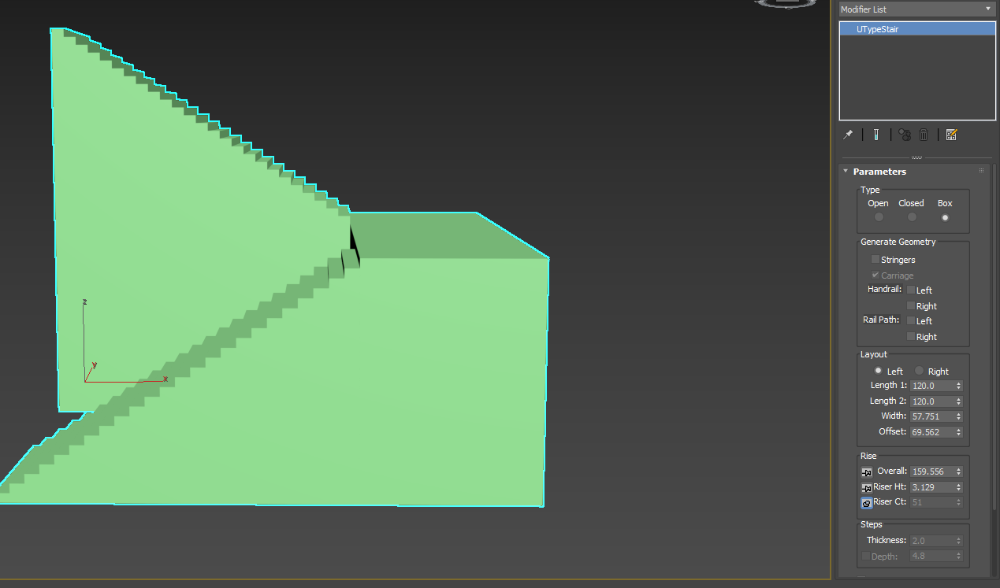 Modifier List
UTypeStair
Parameters
Type
Open Closed Box
Generate Geometry
Stringers
Carriage
Handrail: Left
Right
Rail Path: Left
Right
Layout
Left Right
Length 1: 120.0
Length 2: 120.0
Width: 57.751
Offset: 69.562
Rise
Overall: 159.556
Riser Ht: 3.129
Riser Ct: 51
Steps
Thickness: 2.0
Depth: 4.8
z
y
x